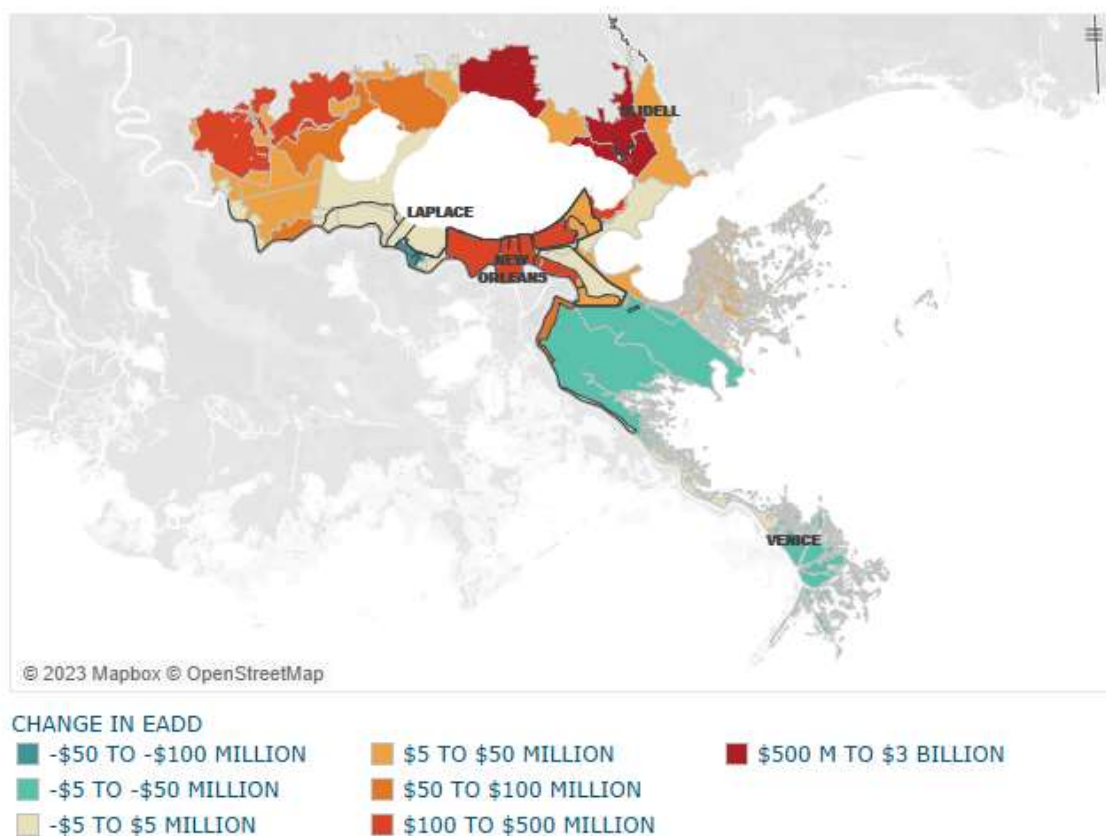 SLIDELL
LAPLACE
NEW
ORLEANS
VENICE
© 2023 Mapbox © OpenStreetMap
CHANGE IN EADD
-$50 TO -$100 MILLION
-$5 TO -$50 MILLION
-$5 TO $5 MILLION
$5 TO $50 MILLION
$50 TO $100 MILLION
$100 TO $500 MILLION
$500 M TO $3 BILLION